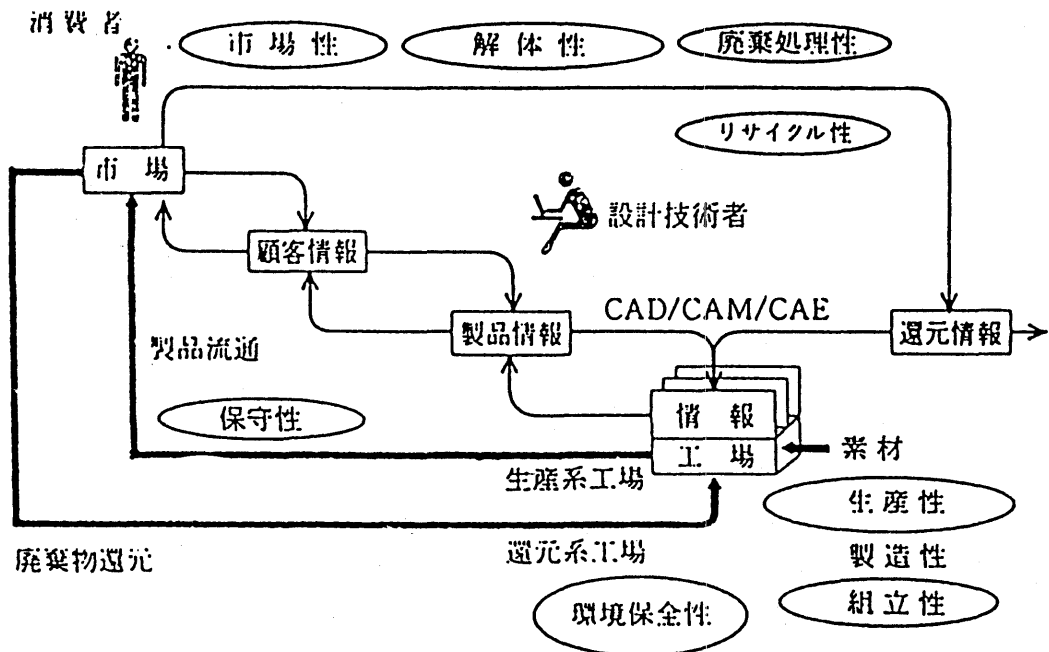 消費者
市場性
解体性
廃棄処理性
リサイクル性
市場
設計技術者
顧客情報
CAD/CAM/CAE
製品情報
還元情報
製品流通
保守性
情報
工場
素材
生産系工場
生産性
廃棄物還元
還元系工場
製造性
環境保全性
組立性